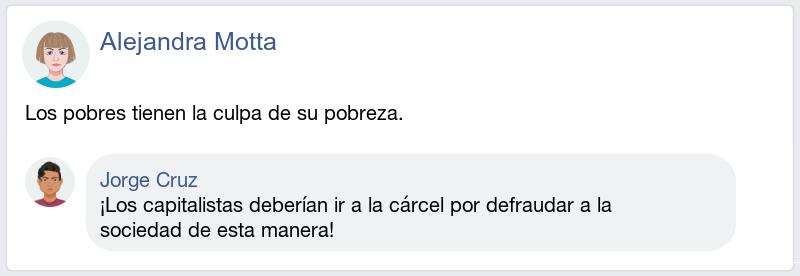 Alejandra Motta
Los pobres tienen la culpa de su pobreza.
Jorge Cruz
¡Los capitalistas deberían ir a la cárcel por defraudar a la
sociedad de esta manera!